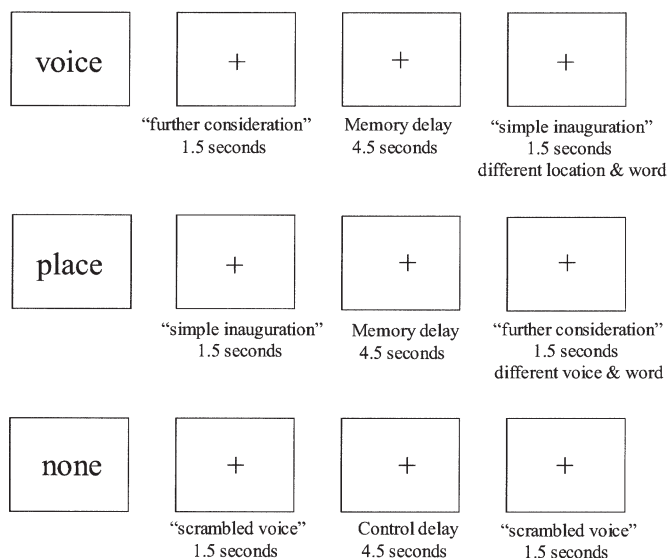 voice
+
+
+
“further consideration”
1.5 seconds
Memory delay
4.5 seconds
“simple inauguration”
1.5 seconds
different location & word
place
+
+
+
“simple inauguration”
1.5 seconds
Memory delay
4.5 seconds
“further consideration”
1.5 seconds
different voice & word
none
+
+
+
“scrambled voice”
1.5 seconds
Control delay
4.5 seconds
“scrambled voice”
1.5 seconds